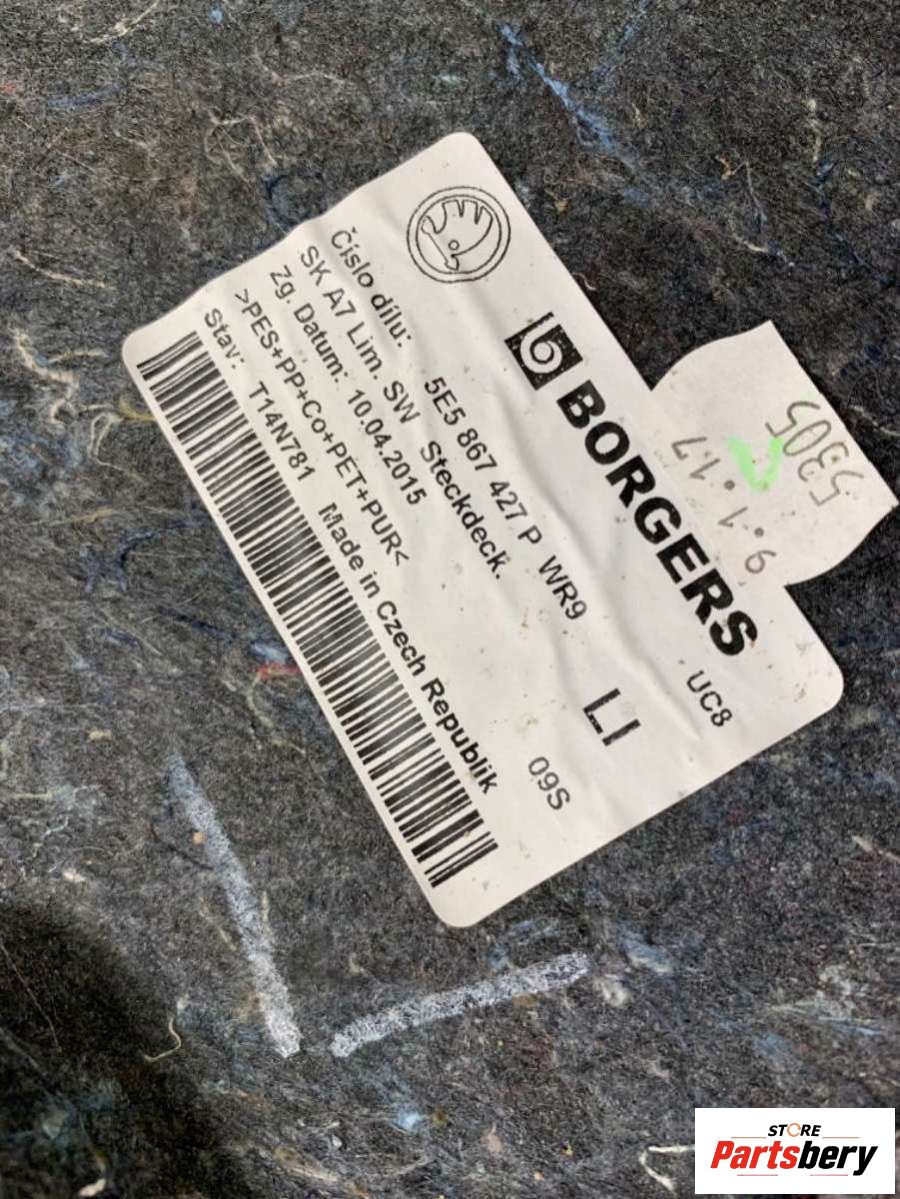 BORGERS
UC8
Číslo dílu: 5E5 867 427 P WR9 LI
SK A7 Lim. SW Steckdeck. 09S
Zg. Datum: 10.04.2015
>PES+PP+Co+PET+PUR<
Stav: T14N781 Made in Czech Republik
9.1.17
5305
STORE
Partsbery